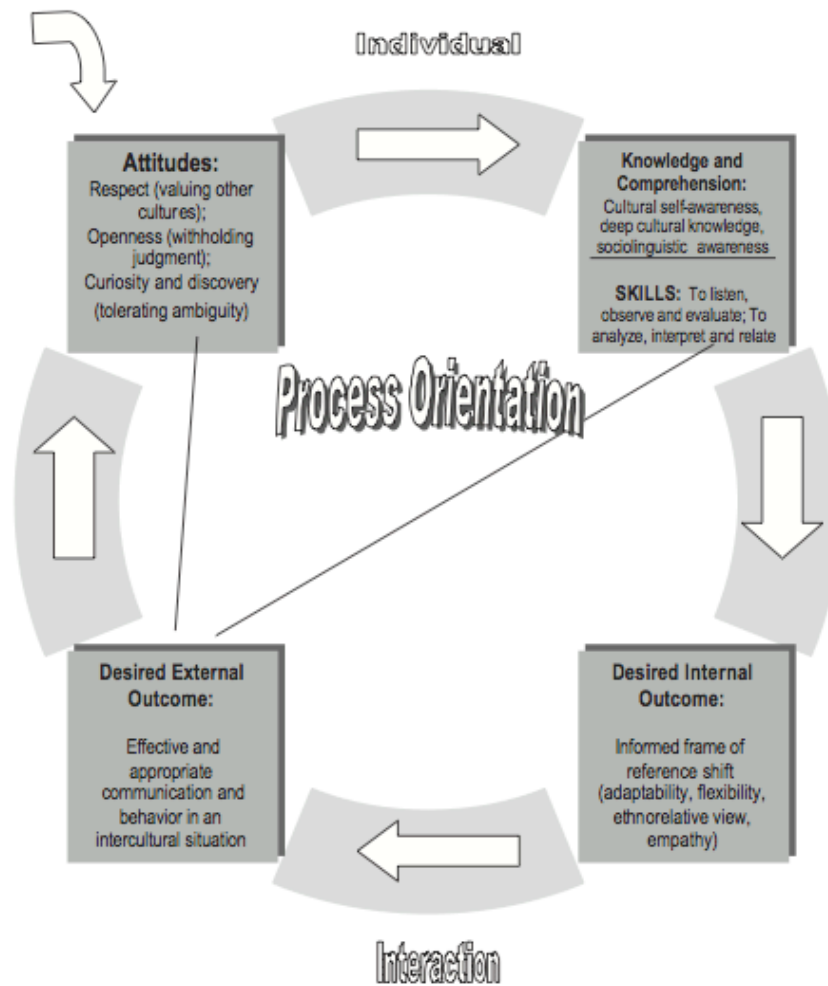 Individual
Attitudes:
Respect (valuing other
cultures);
Openness (withholding
judgment);
Curiosity and discovery
(tolerating ambiguity)
Knowledge and
Comprehension:
Cultural self-awareness,
deep cultural knowledge,
sociolinguistic awareness
SKILLS: To listen,
observe and evaluate; To
analyze, interpret and relate
Process Orientation
Desired External
Outcome:
Effective and
appropriate
communication and
behavior in an
intercultural situation
Desired Internal
Outcome:
Informed frame of
reference shift
(adaptability, flexibility,
ethnorelative view,
empathy)
Interaction